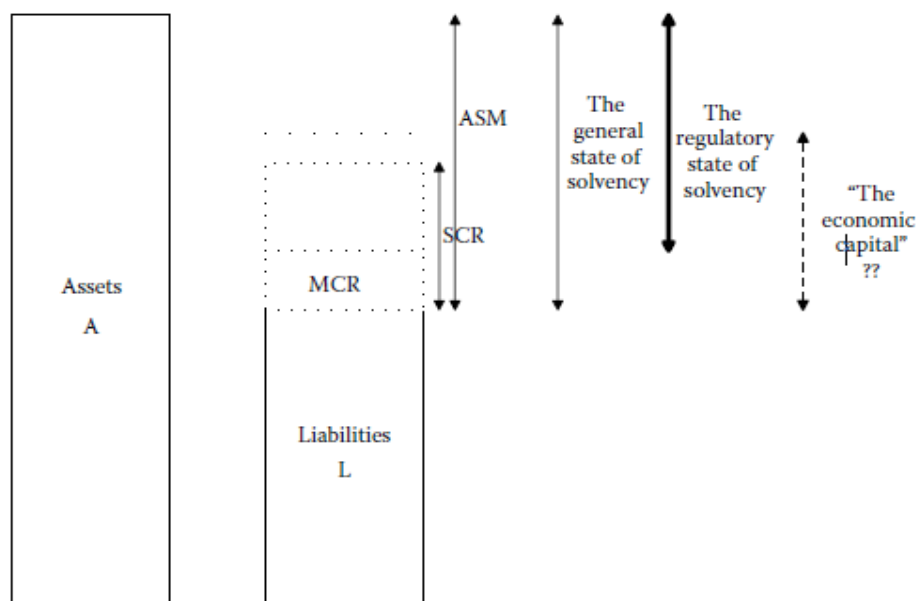 Assets
A
MCR
Liabilities
L
SCR
ASM
The
general
state of
solvency
The
regulatory
state of
solvency
“The
economic
capital”
??